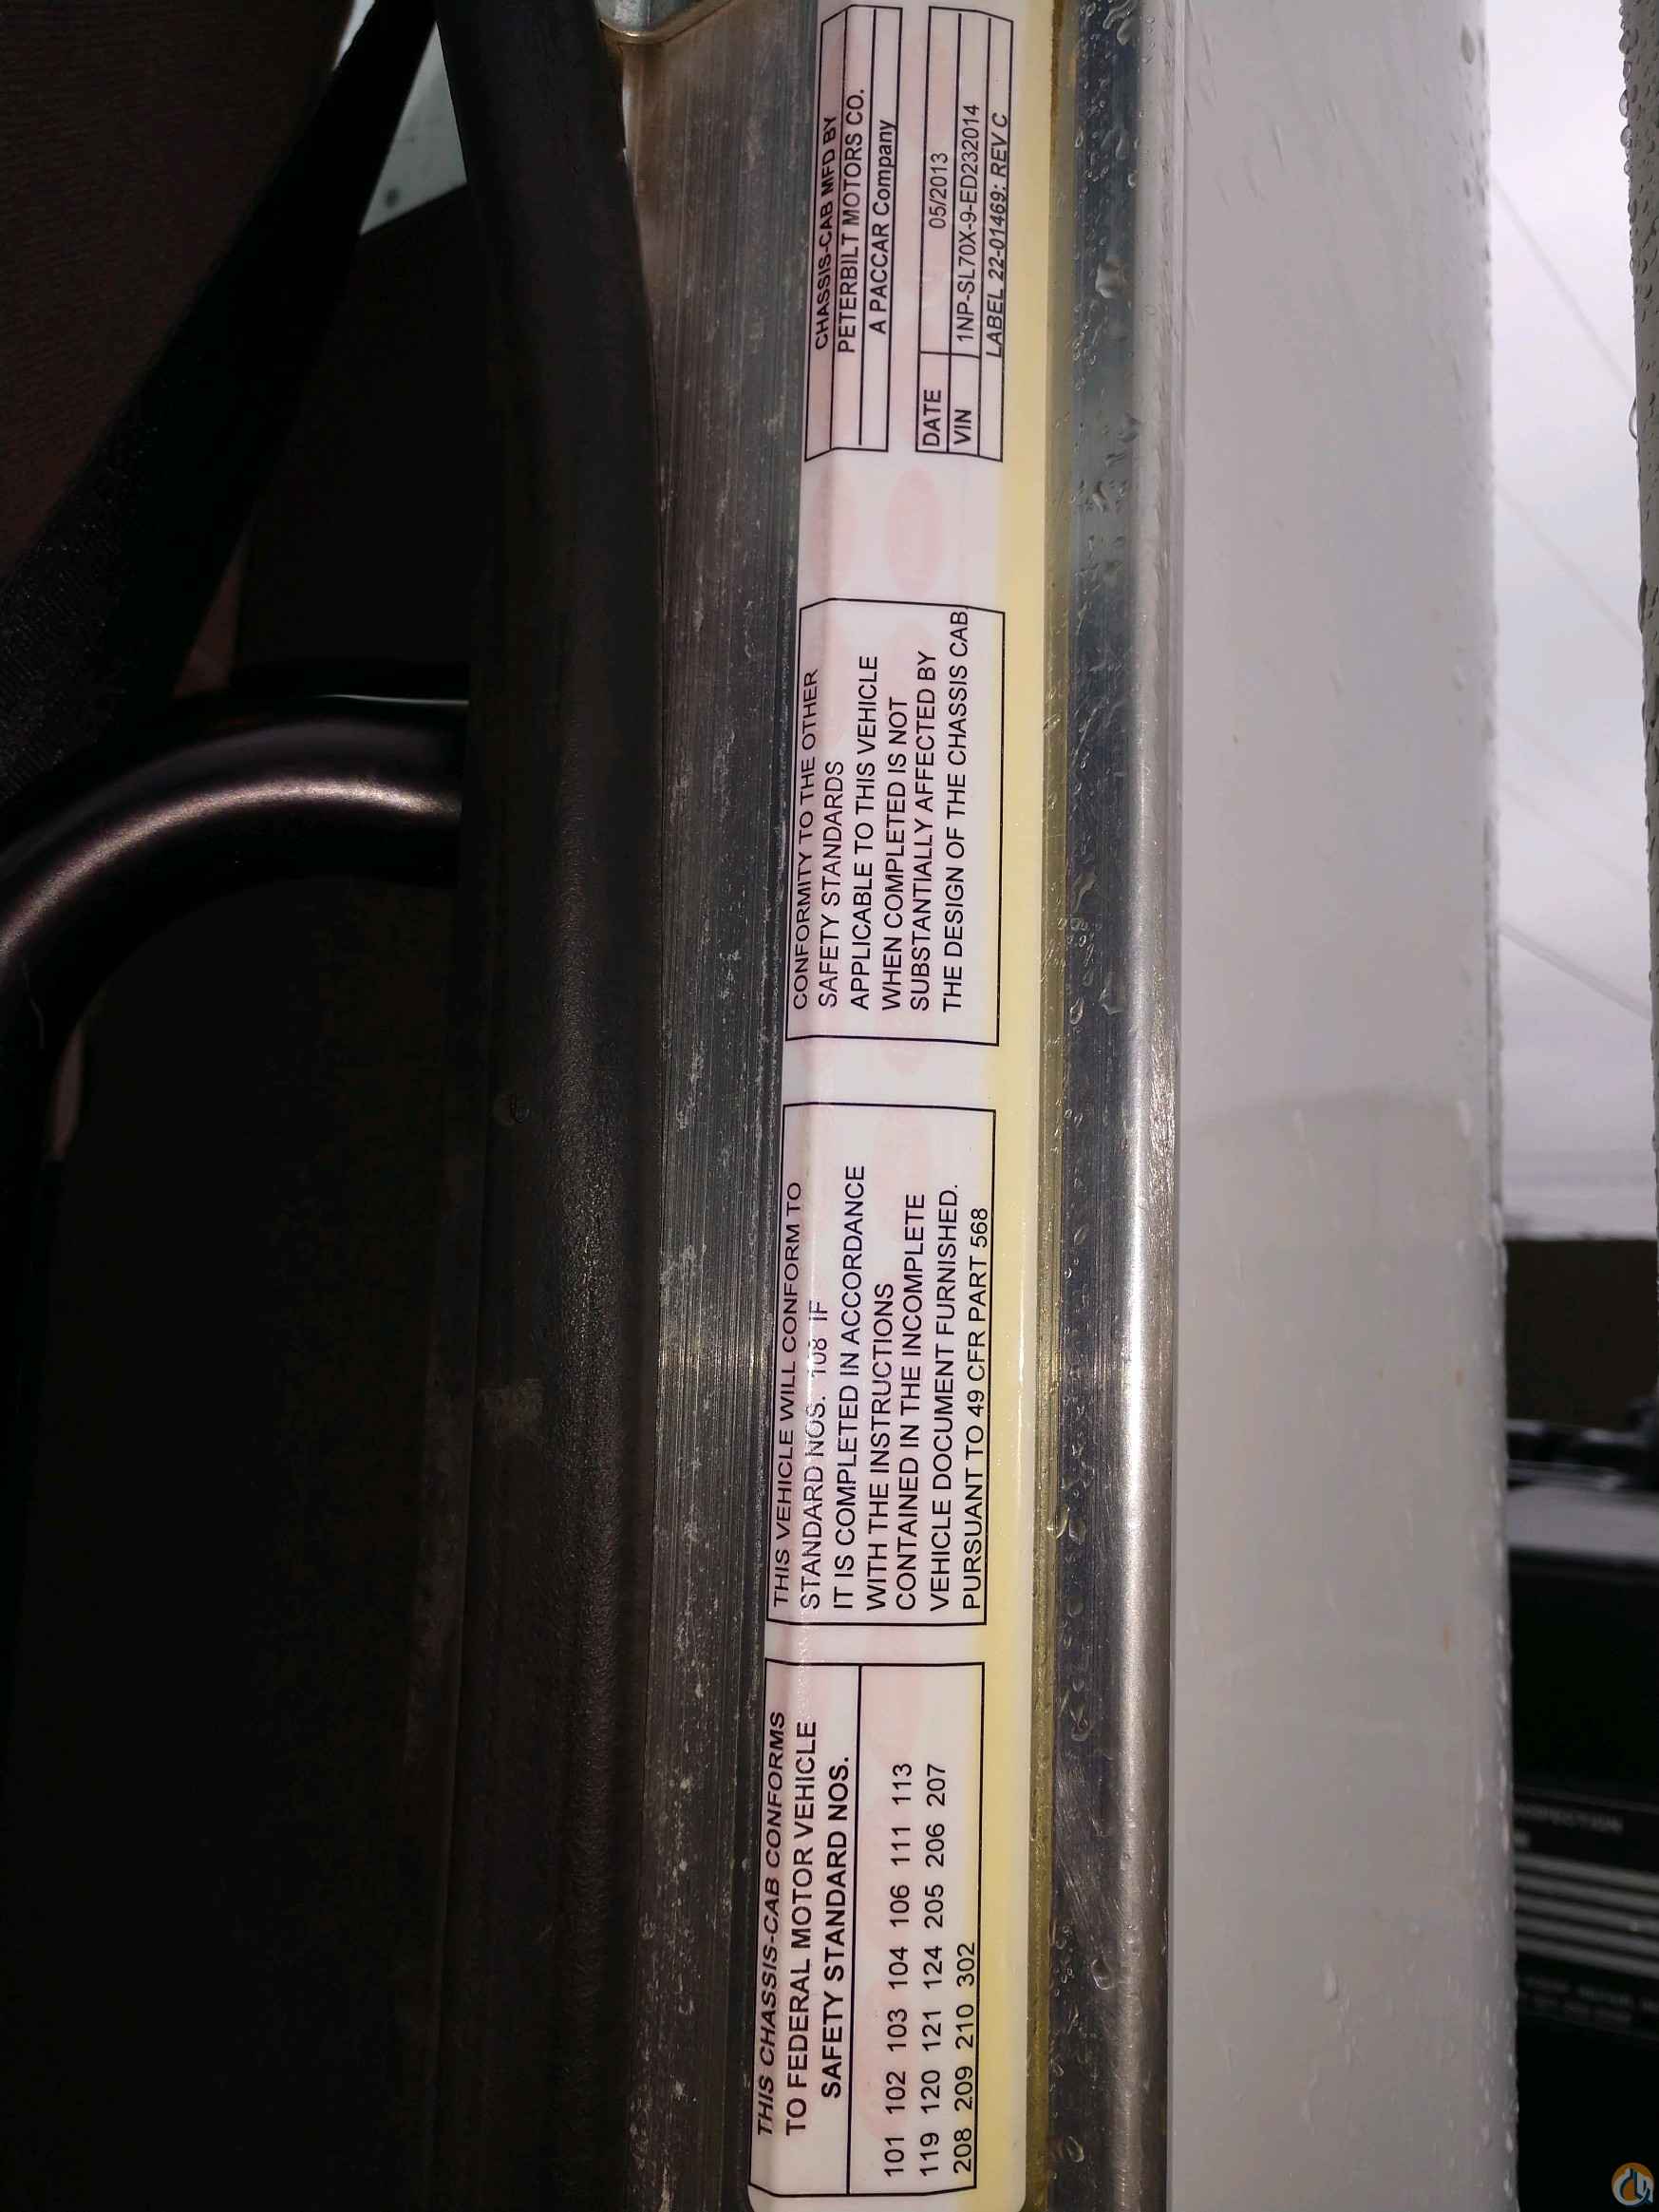 THIS CHASSIS-CAB CONFORMS
TO FEDERAL MOTOR VEHICLE
SAFETY STANDARD NOS.
101 102 103 104 106 111 113
119 120 121 124 205 206 207
208 209 210 302
THIS VEHICLE WILL CONFORM TO
STANDARD NOS. 108 IF
IT IS COMPLETED IN ACCORDANCE
WITH THE INSTRUCTIONS
CONTAINED IN THE INCOMPLETE
VEHICLE DOCUMENT FURNISHED.
PURSUANT TO 49 CFR PART 568
CONFORMITY TO THE OTHER
SAFETY STANDARDS
APPLICABLE TO THIS VEHICLE
WHEN COMPLETED IS NOT
SUBSTANTIALLY AFFECTED BY
THE DESIGN OF THE CHASSIS CAB
CHASSIS-CAB MFD BY
PETERBILT MOTORS CO.
A PACCAR Company
DATE 05/2013
VIN 1NP-SL70X-9-ED232014
LABEL 22-01469: REV C